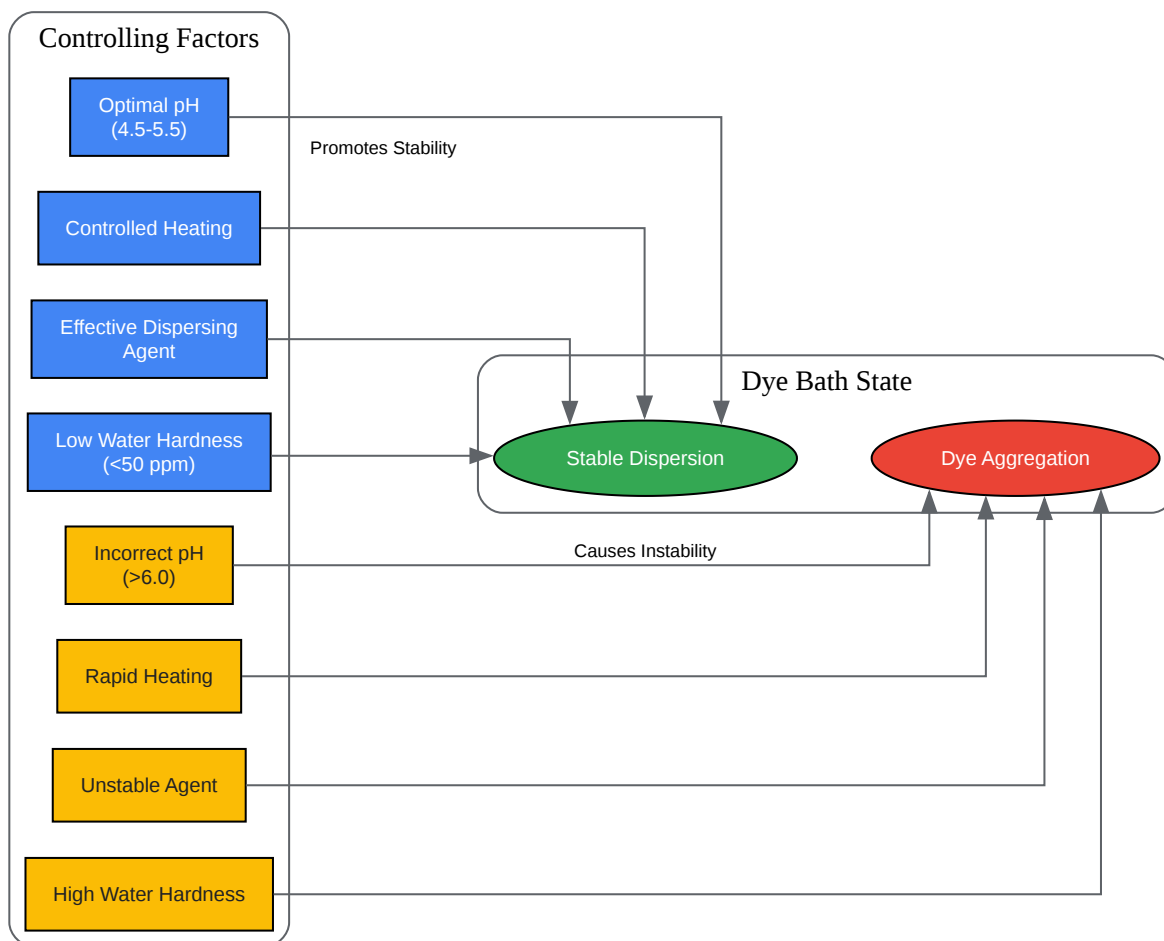 Controlling Factors
Optimal pH
(4.5-5.5)
Promotes Stability
Controlled Heating
Effective Dispersing
Agent
Dye Bath State
Low Water Hardness
(<50 ppm)
Stable Dispersion
Dye Aggregation
Incorrect pH
(>6.0)
Causes Instability
Rapid Heating
Unstable Agent
High Water Hardness